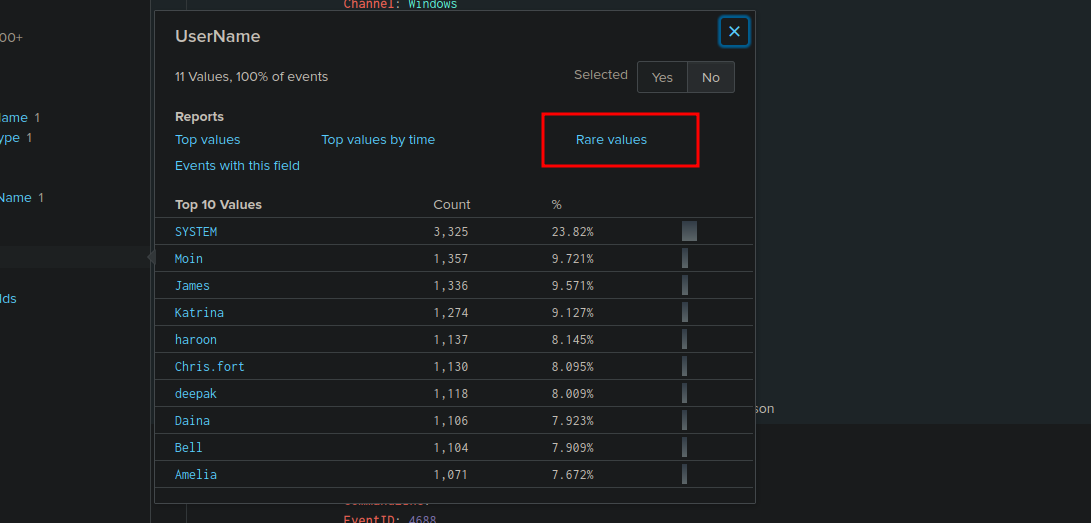 Channel: Windows
00+
UserName
✕
11 Values, 100% of events
Selected Yes No
Reports
ame 1
Top values Top values by time Rare values
ype 1
Events with this field
Name 1
Top 10 Values Count %
SYSTEM 3,325 23.82%
Moin 1,357 9.721%
James 1,336 9.571%
lds
Katrina 1,274 9.127%
haroon 1,137 8.145%
Chris.fort 1,130 8.095%
deepak 1,118 8.009%
son
Daina 1,106 7.923%
Bell 1,104 7.909%
Amelia 1,071 7.672%
EventID: 4688